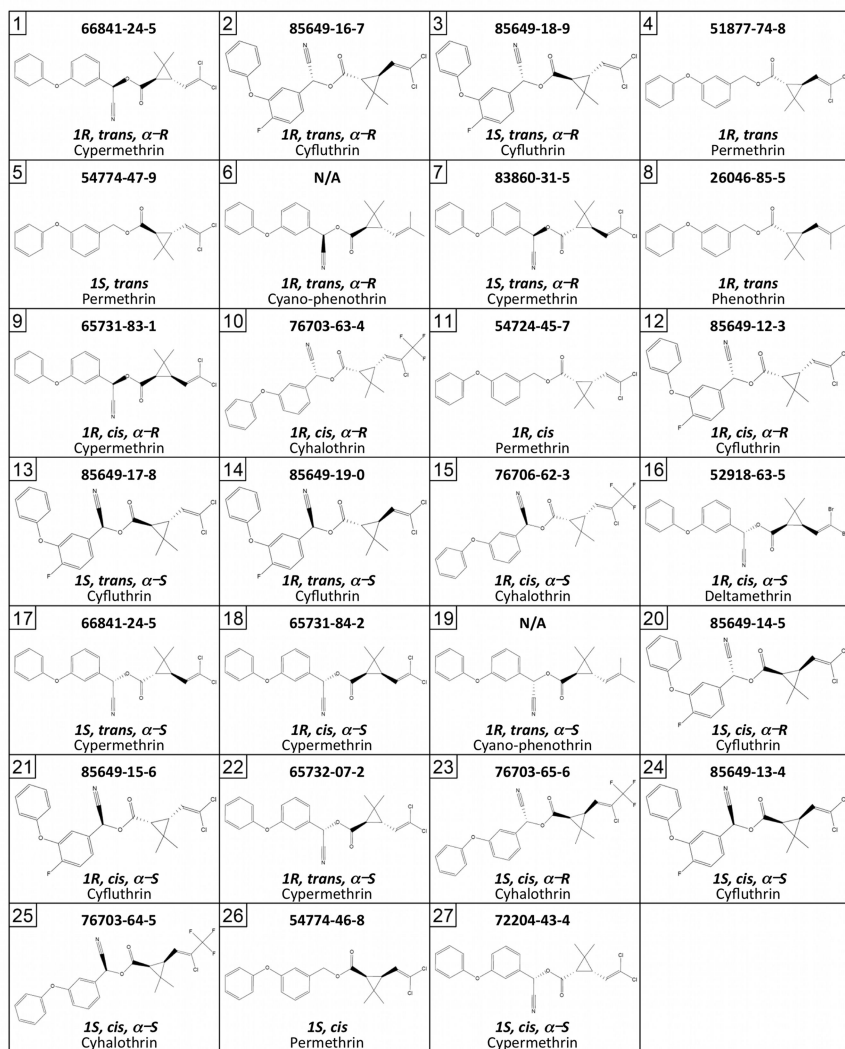 1
66841-24-5
1R, trans, α-R
Cypermethrin
2
85649-16-7
1R, trans, α-R
Cyfluthrin
3
85649-18-9
1S, trans, α-R
Cyfluthrin
4
51877-74-8
1R, trans
Permethrin
5
54774-47-9
1S, trans
Permethrin
6
N/A
1R, trans, α-R
Cyano-phenothrin
7
83860-31-5
1S, trans, α-R
Cypermethrin
8
26046-85-5
1R, trans
Phenothrin
9
65731-83-1
1R, cis, α-R
Cypermethrin
10
76703-63-4
1R, cis, α-R
Cyhalothrin
11
54724-45-7
1R, cis
Permethrin
12
85649-12-3
1R, cis, α-R
Cyfluthrin
13
85649-17-8
1S, trans, α-S
Cyfluthrin
14
85649-19-0
1R, trans, α-S
Cyfluthrin
15
76706-62-3
1R, cis, α-S
Cyhalothrin
16
52918-63-5
1R, cis, α-S
Deltamethrin
17
66841-24-5
1S, trans, α-S
Cypermethrin
18
65731-84-2
1R, cis, α-S
Cypermethrin
19
N/A
1R, trans, α-S
Cyano-phenothrin
20
85649-14-5
1S, cis, α-R
Cyfluthrin
21
85649-15-6
1R, cis, α-S
Cyfluthrin
22
65732-07-2
1R, trans, α-S
Cypermethrin
23
76703-65-6
1S, cis, α-R
Cyhalothrin
24
85649-13-4
1S, cis, α-S
Cyfluthrin
25
76703-64-5
1S, cis, α-S
Cyhalothrin
26
54774-46-8
1S, cis
Permethrin
27
72204-43-4
1S, cis, α-S
Cypermethrin